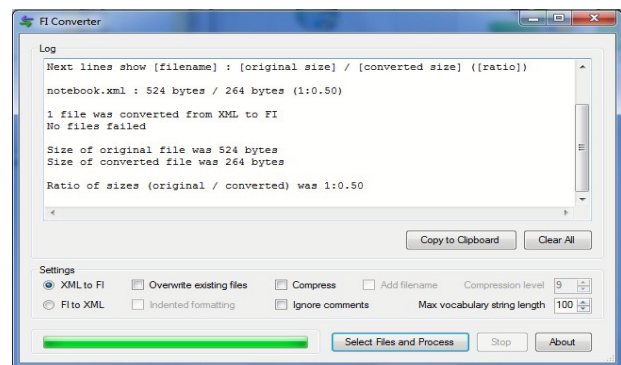 FI Converter
Log
Next lines show [filename] : [original size] / [converted size] ([ratio])
notebook.xml : 524 bytes / 264 bytes (1:0.50)
1 file was converted from XML to FI
No files failed
Size of original file was 524 bytes
Size of converted file was 264 bytes
Ratio of sizes (original / converted) was 1:0.50
Copy to Clipboard Clear All
Settings
XML to FI Overwrite existing files Compress Add filename Compression level 9
FI to XML Indented formatting Ignore comments Max vocabulary string length 100
Select Files and Process Stop About